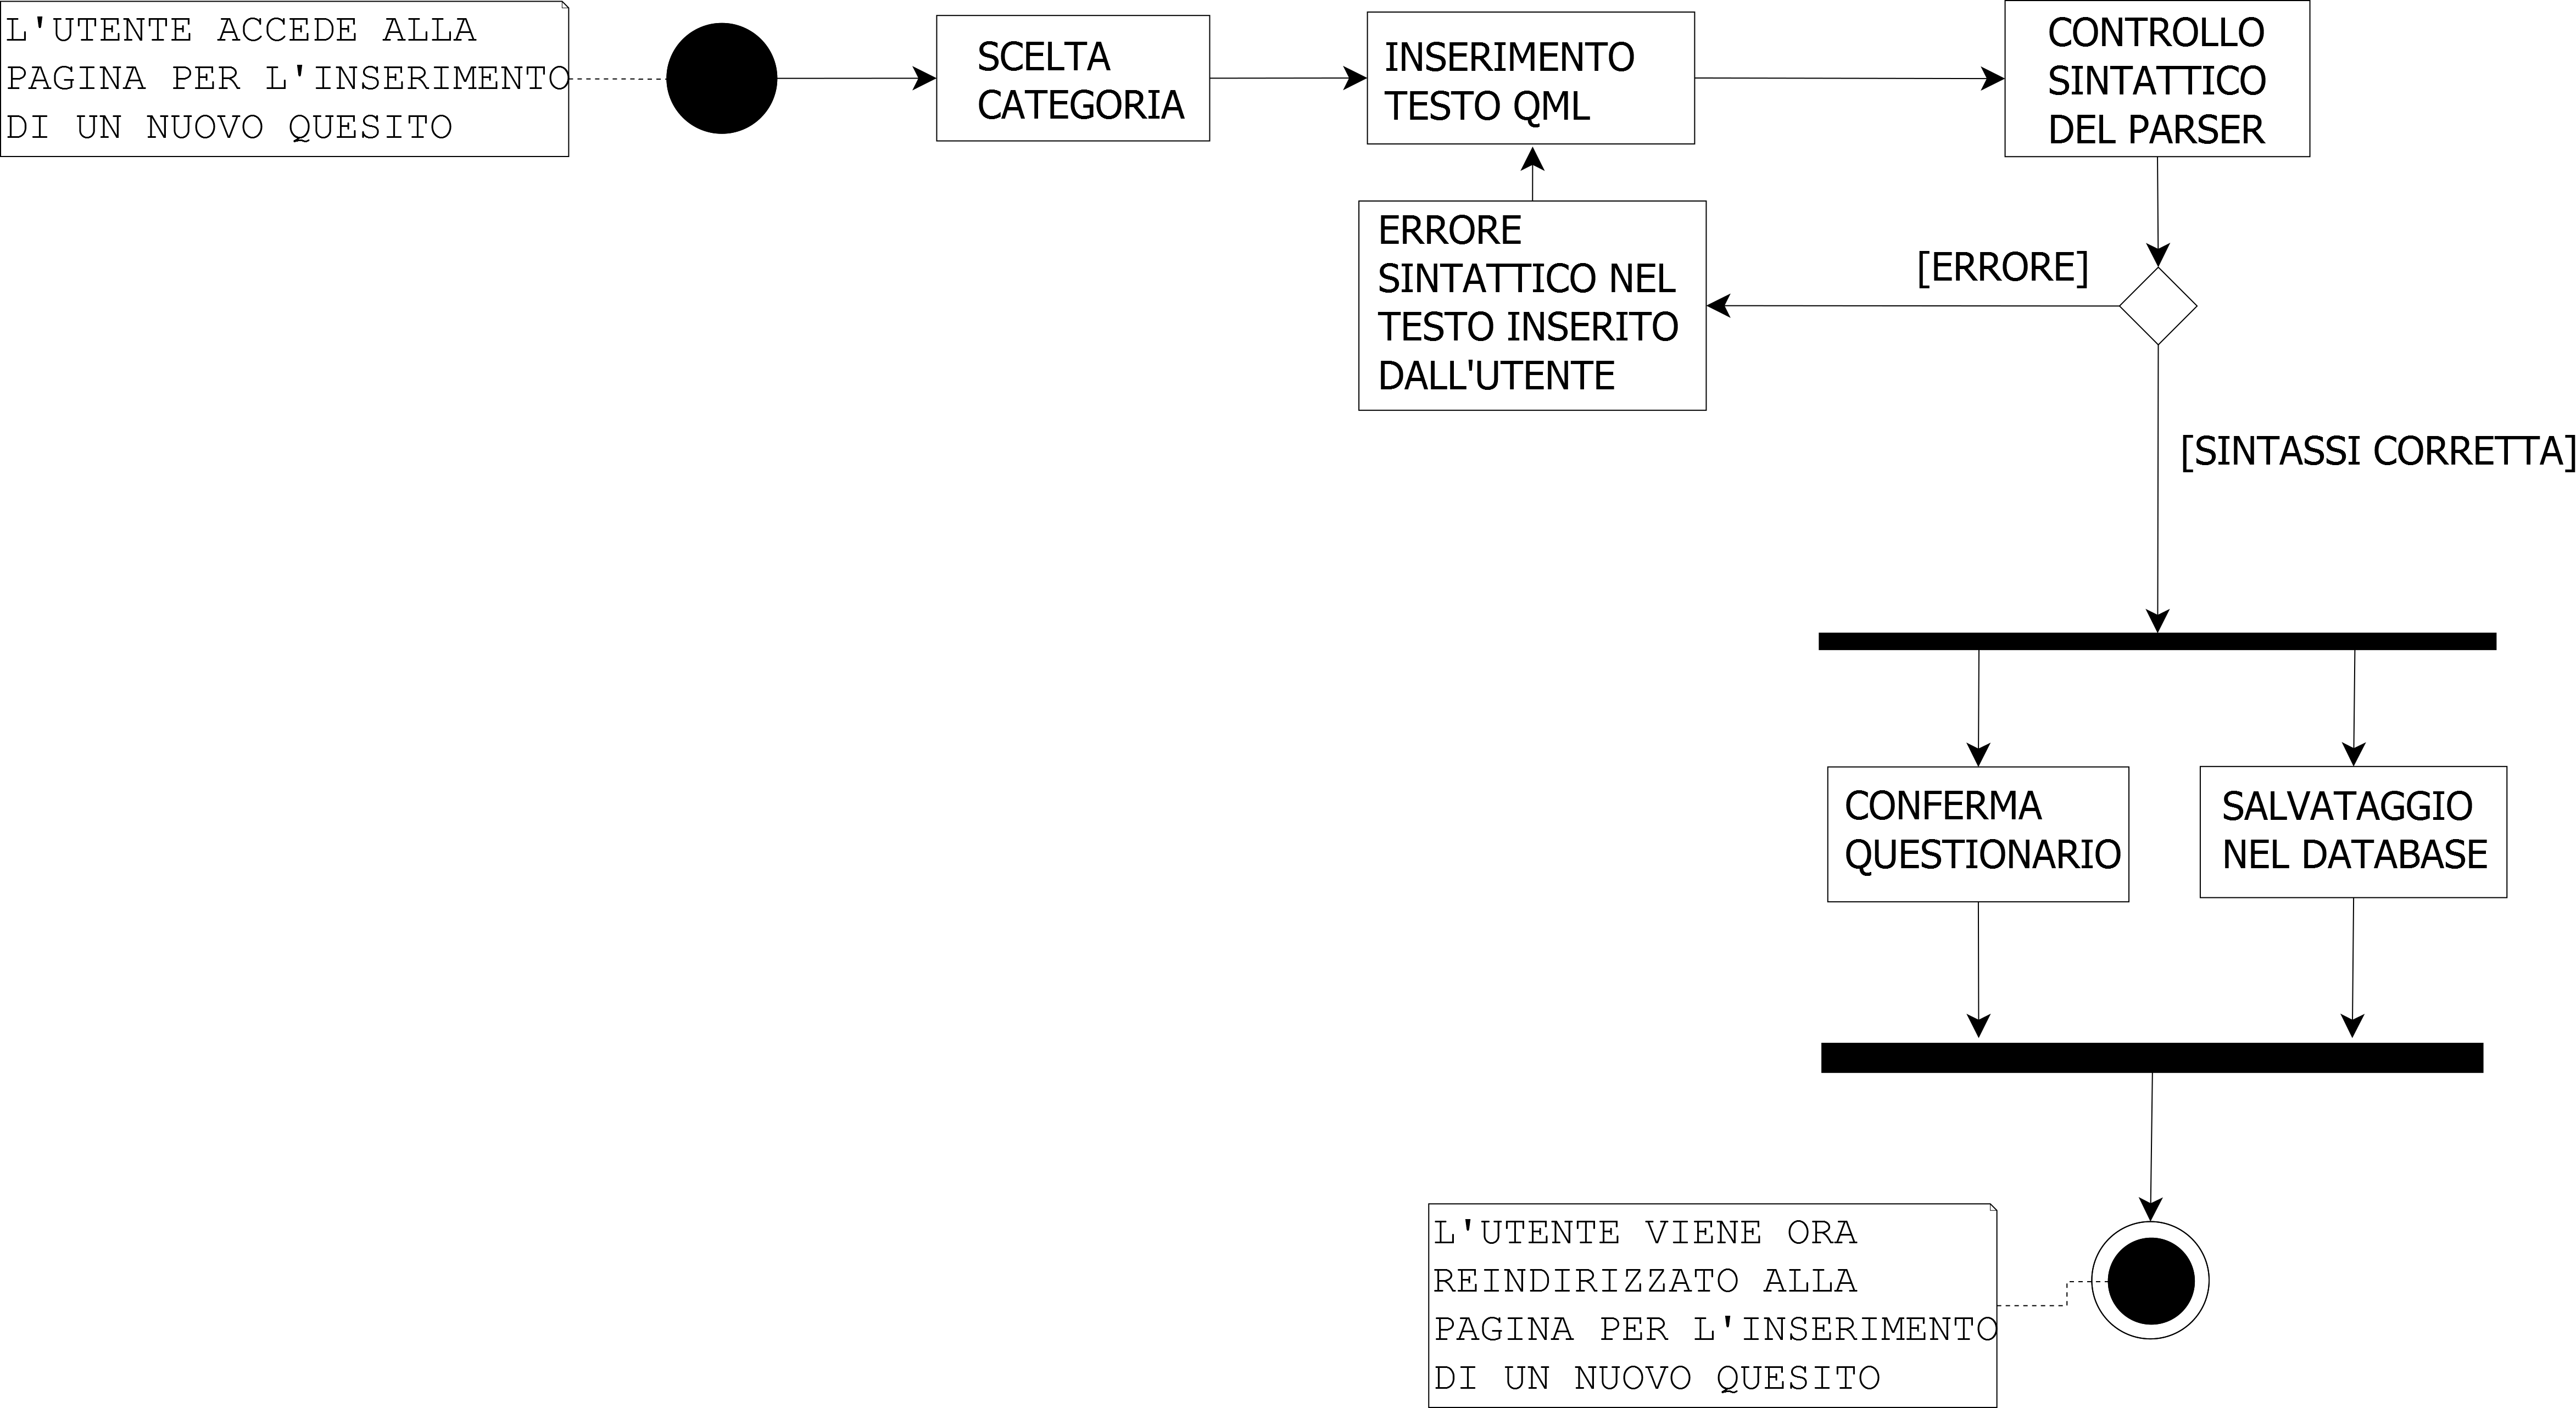 L'UTENTE ACCEDE ALLA
PAGINA PER L'INSERIMENTO
DI UN NUOVO QUESITO
SCELTA
CATEGORIA
INSERIMENTO
TESTO QML
CONTROLLO
SINTATTICO
DEL PARSER
ERRORE
SINTATTICO NEL
TESTO INSERITO
DALL'UTENTE
[ERRORE]
[SINTASSI CORRETTA]
CONFERMA
QUESTIONARIO
SALVATAGGIO
NEL DATABASE
L'UTENTE VIENE ORA
REINDIRIZZATO ALLA
PAGINA PER L'INSERIMENTO
DI UN NUOVO QUESITO